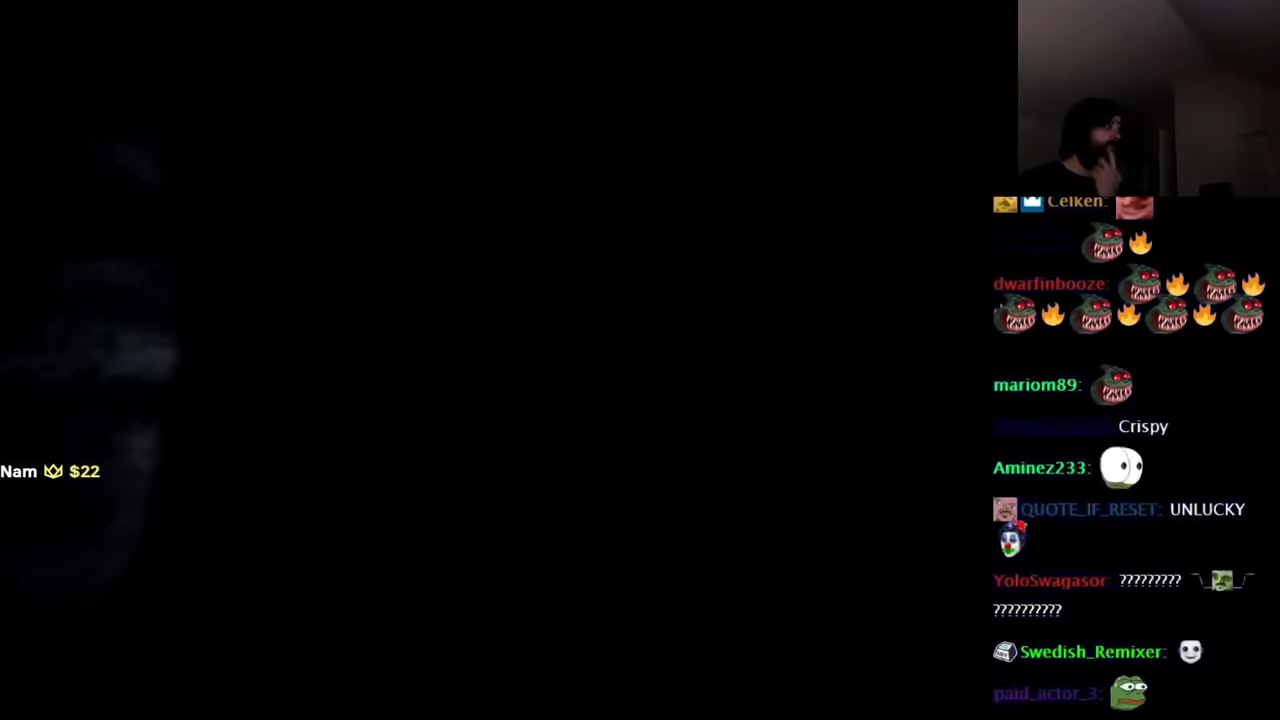 Celken:
dwarfinbooze:
mariom89:
Crispy
Aminez233:
QUOTE_IF_RESET: UNLUCKY
YoloSwagasor: ?????????
??????????
Swedish_Remixer:
paid_actor_3:
Nam $22